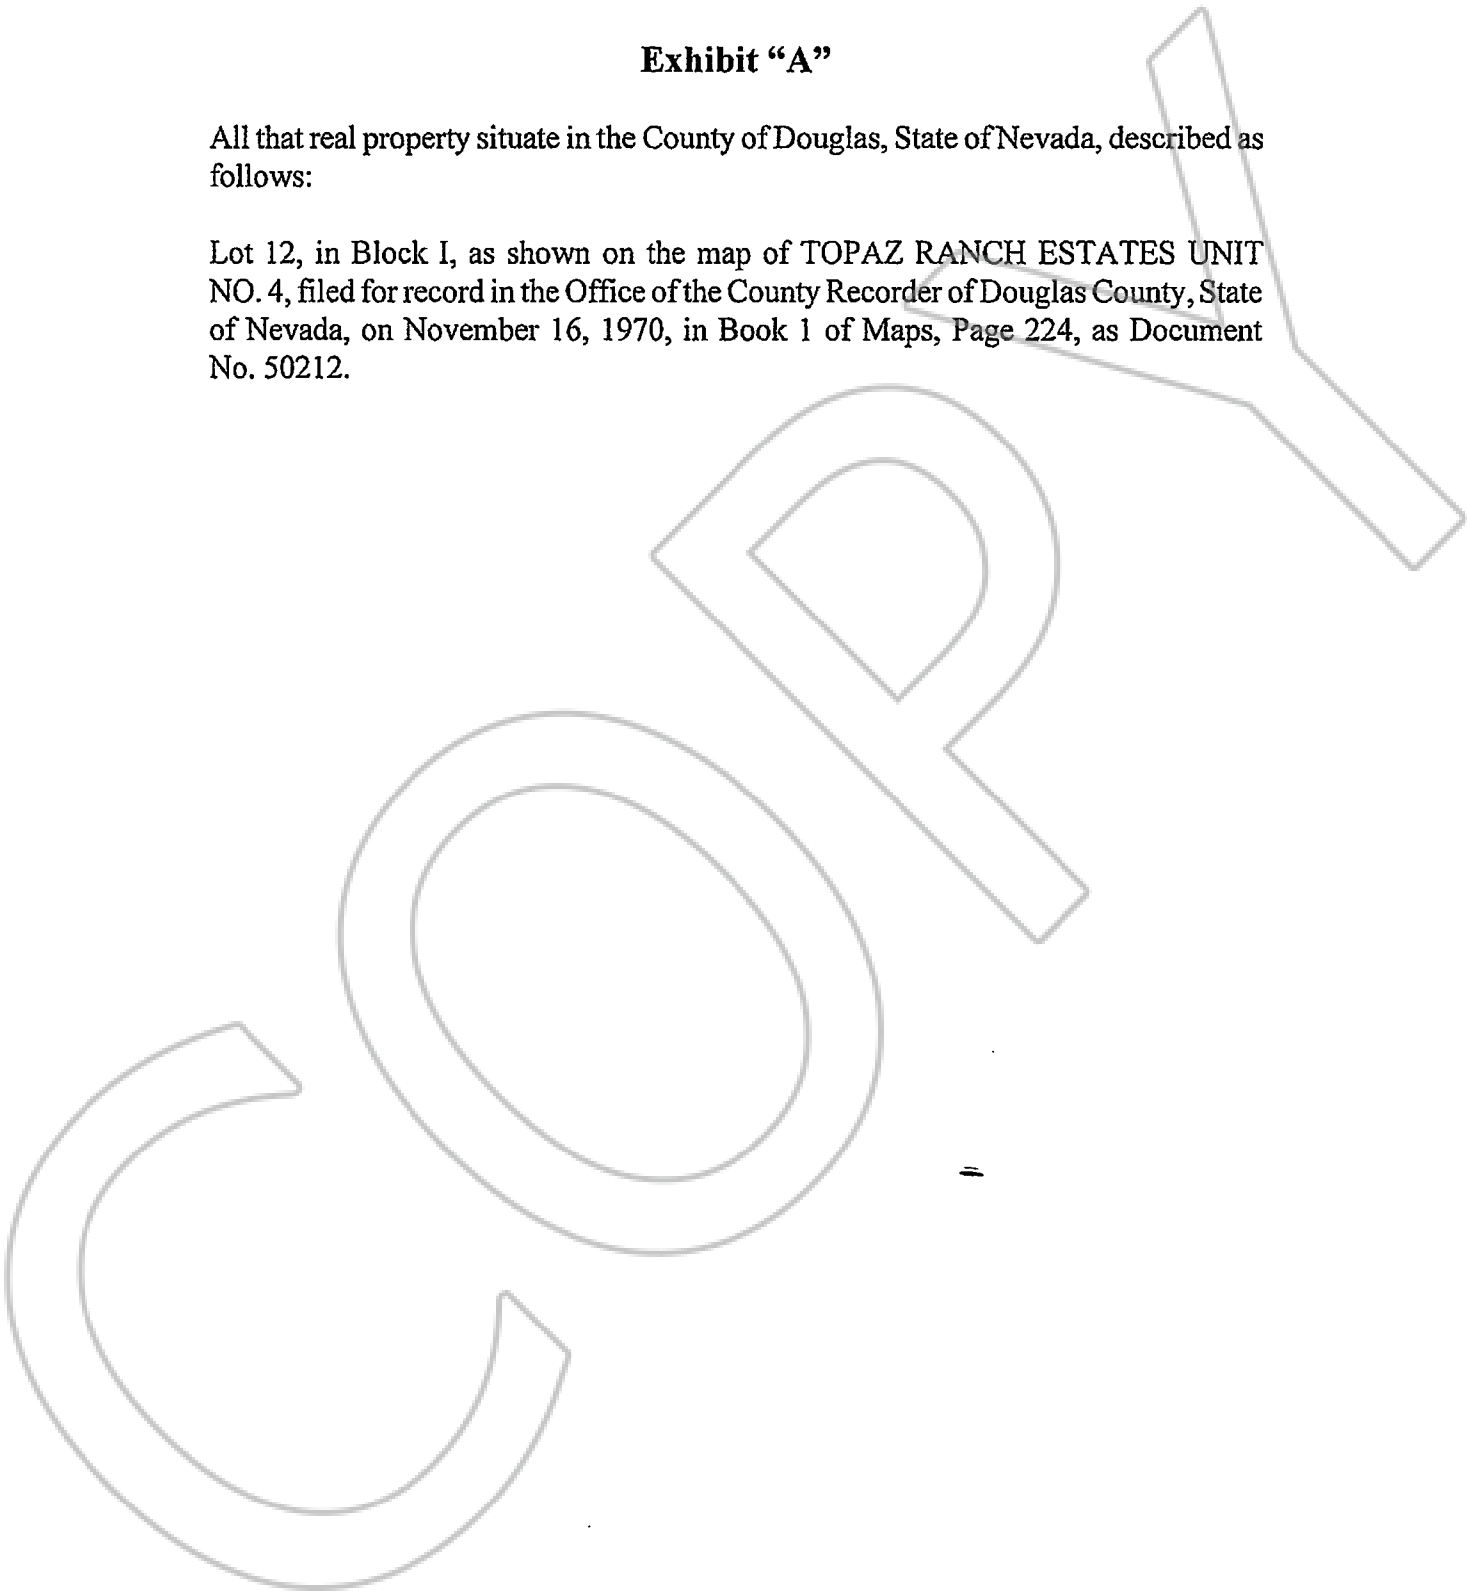 Exhibit “A”
All that real property situate in the County of Douglas, State of Nevada, described as
follows:
Lot 12, in Block I, as shown on the map of TOPAZ RANCH ESTATES UNIT
NO. 4, filed for record in the Office of the County Recorder of Douglas County, State
of Nevada, on November 16, 1970, in Book 1 of Maps, Page 224, as Document
No. 50212.
COPY